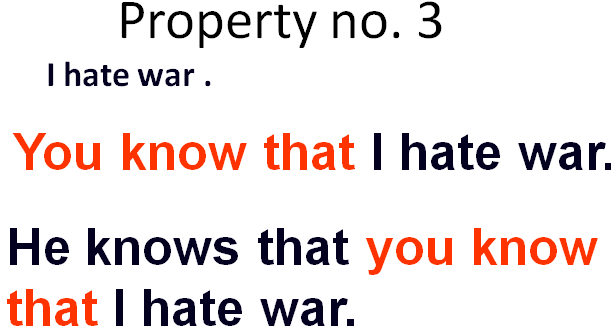 Property no. 3
I hate war .
You know that I hate war.
He knows that you know
that I hate war.